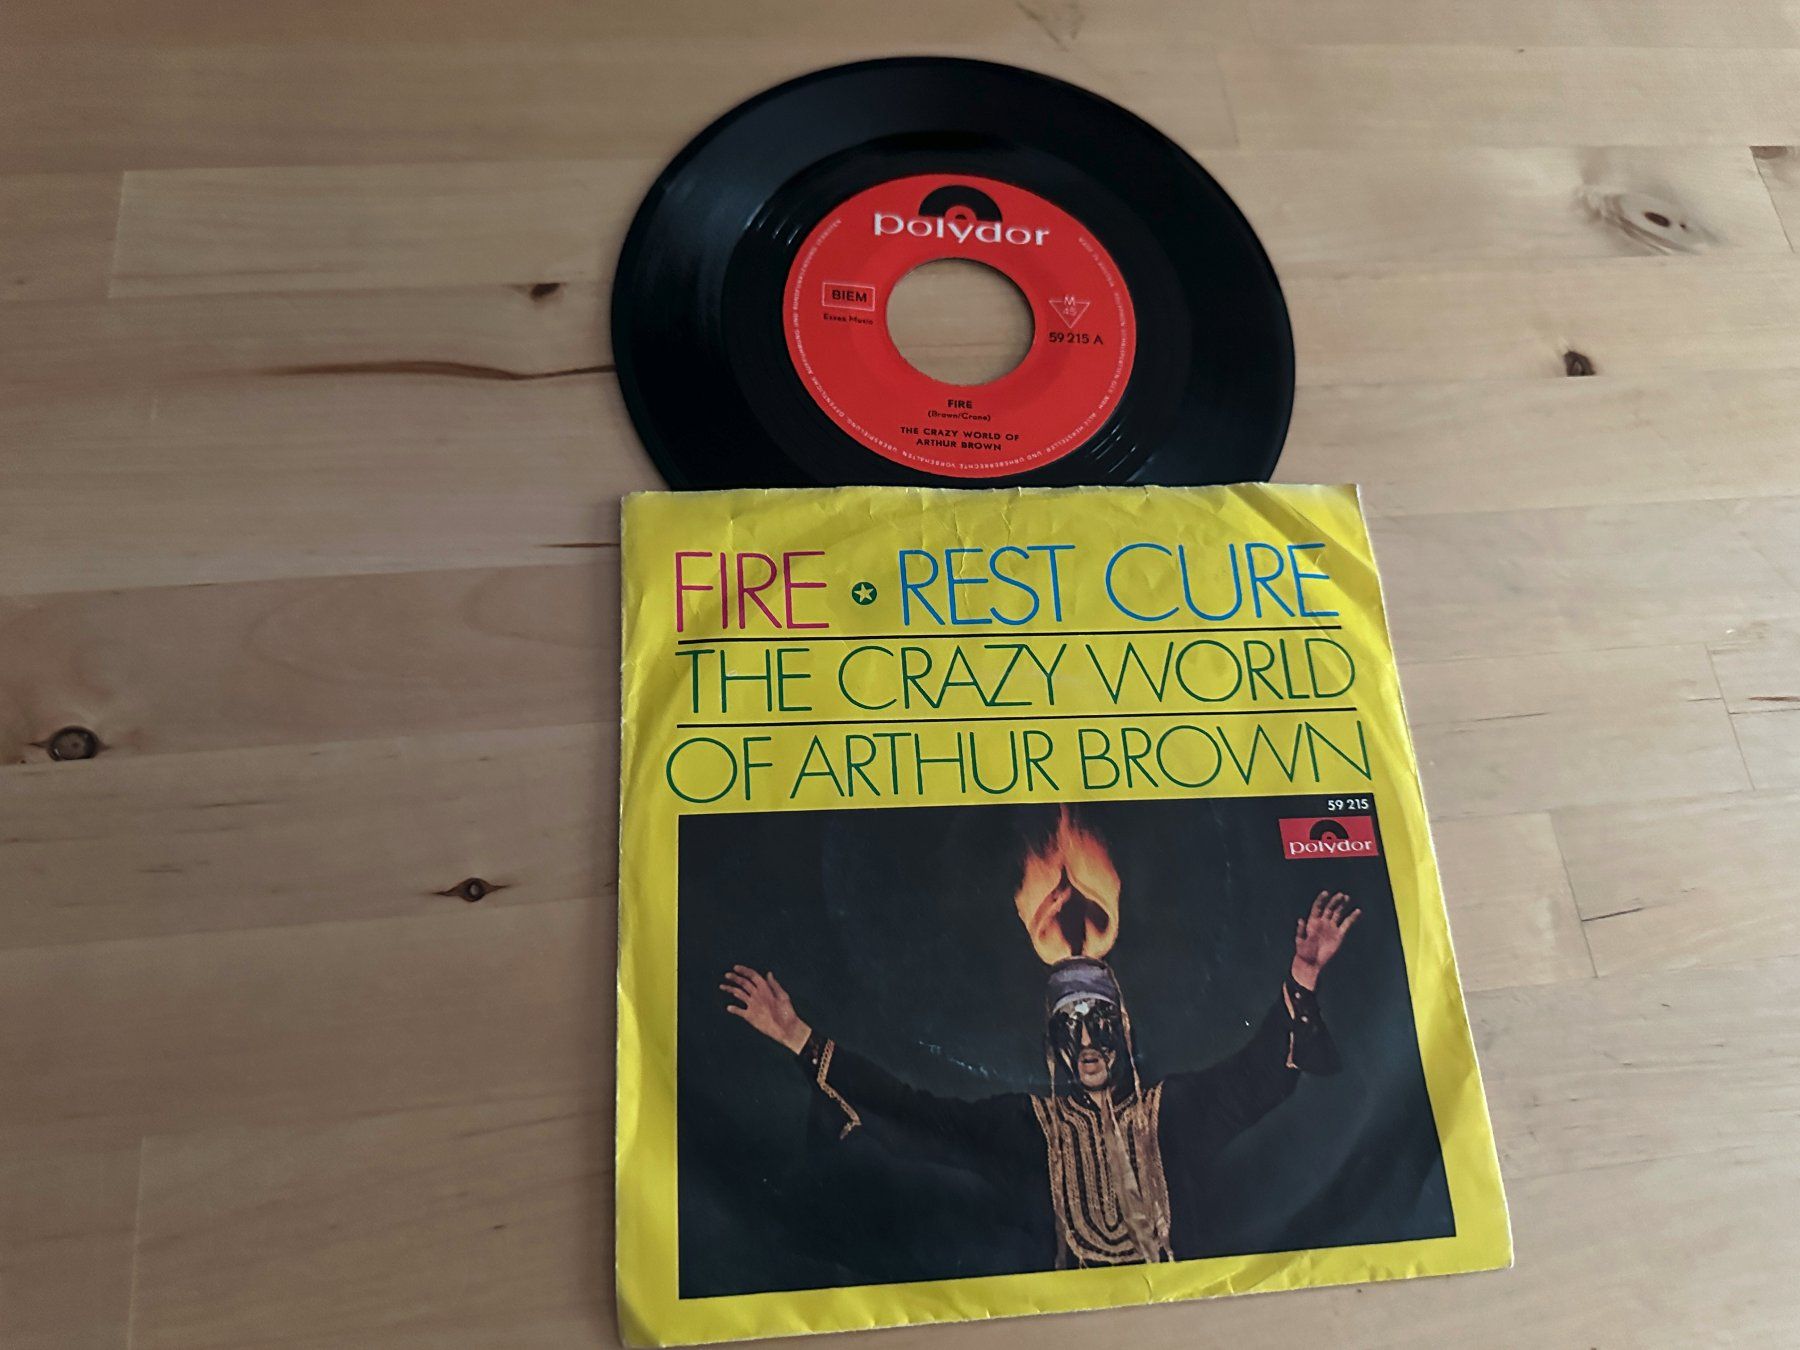 polydor
BIEM
Essex Music
M
45
59 215 A
FIRE
(Brown/Crane)
THE CRAZY WORLD OF
ARTHUR BROWN
FIRE REST CURE
THE CRAZY WORLD
OF ARTHUR BROWN
59 215
polydor